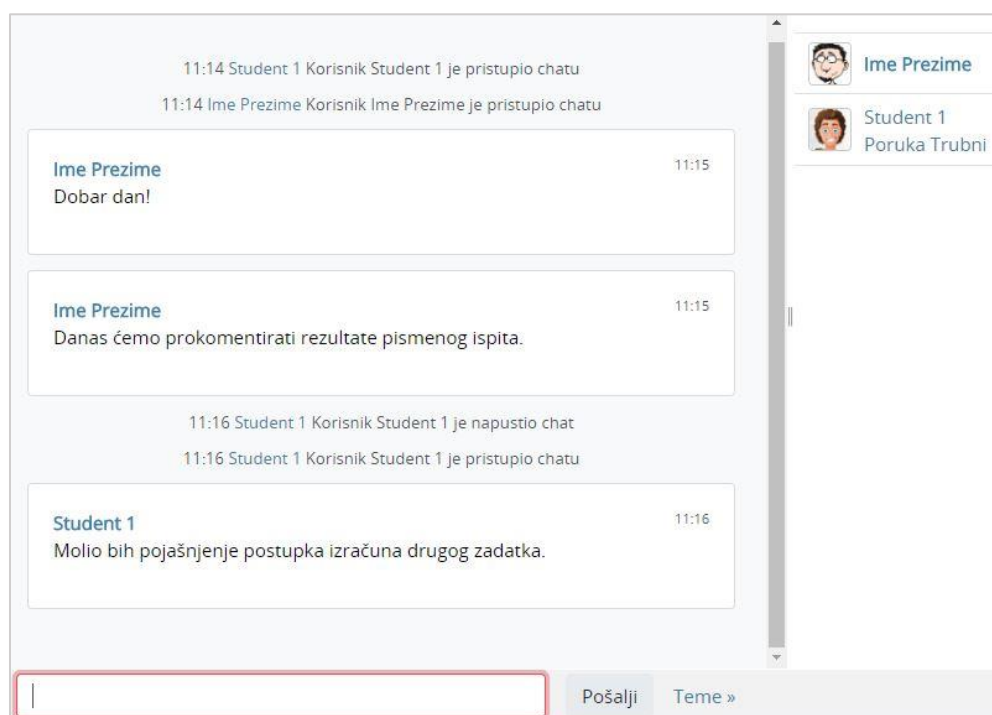 11:14 Student 1 Korisnik Student 1 je pristupio chatu
11:14 Ime Prezime Korisnik Ime Prezime je pristupio chatu
Ime Prezime 11:15
Dobar dan!
Ime Prezime 11:15
Danas ćemo prokomentirati rezultate pismenog ispita.
11:16 Student 1 Korisnik Student 1 je napustio chat
11:16 Student 1 Korisnik Student 1 je pristupio chatu
Student 1 11:16
Molio bih pojašnjenje postupka izračuna drugog zadatka.
Pošalji Teme »
Ime Prezime
Student 1
Poruka Trubni